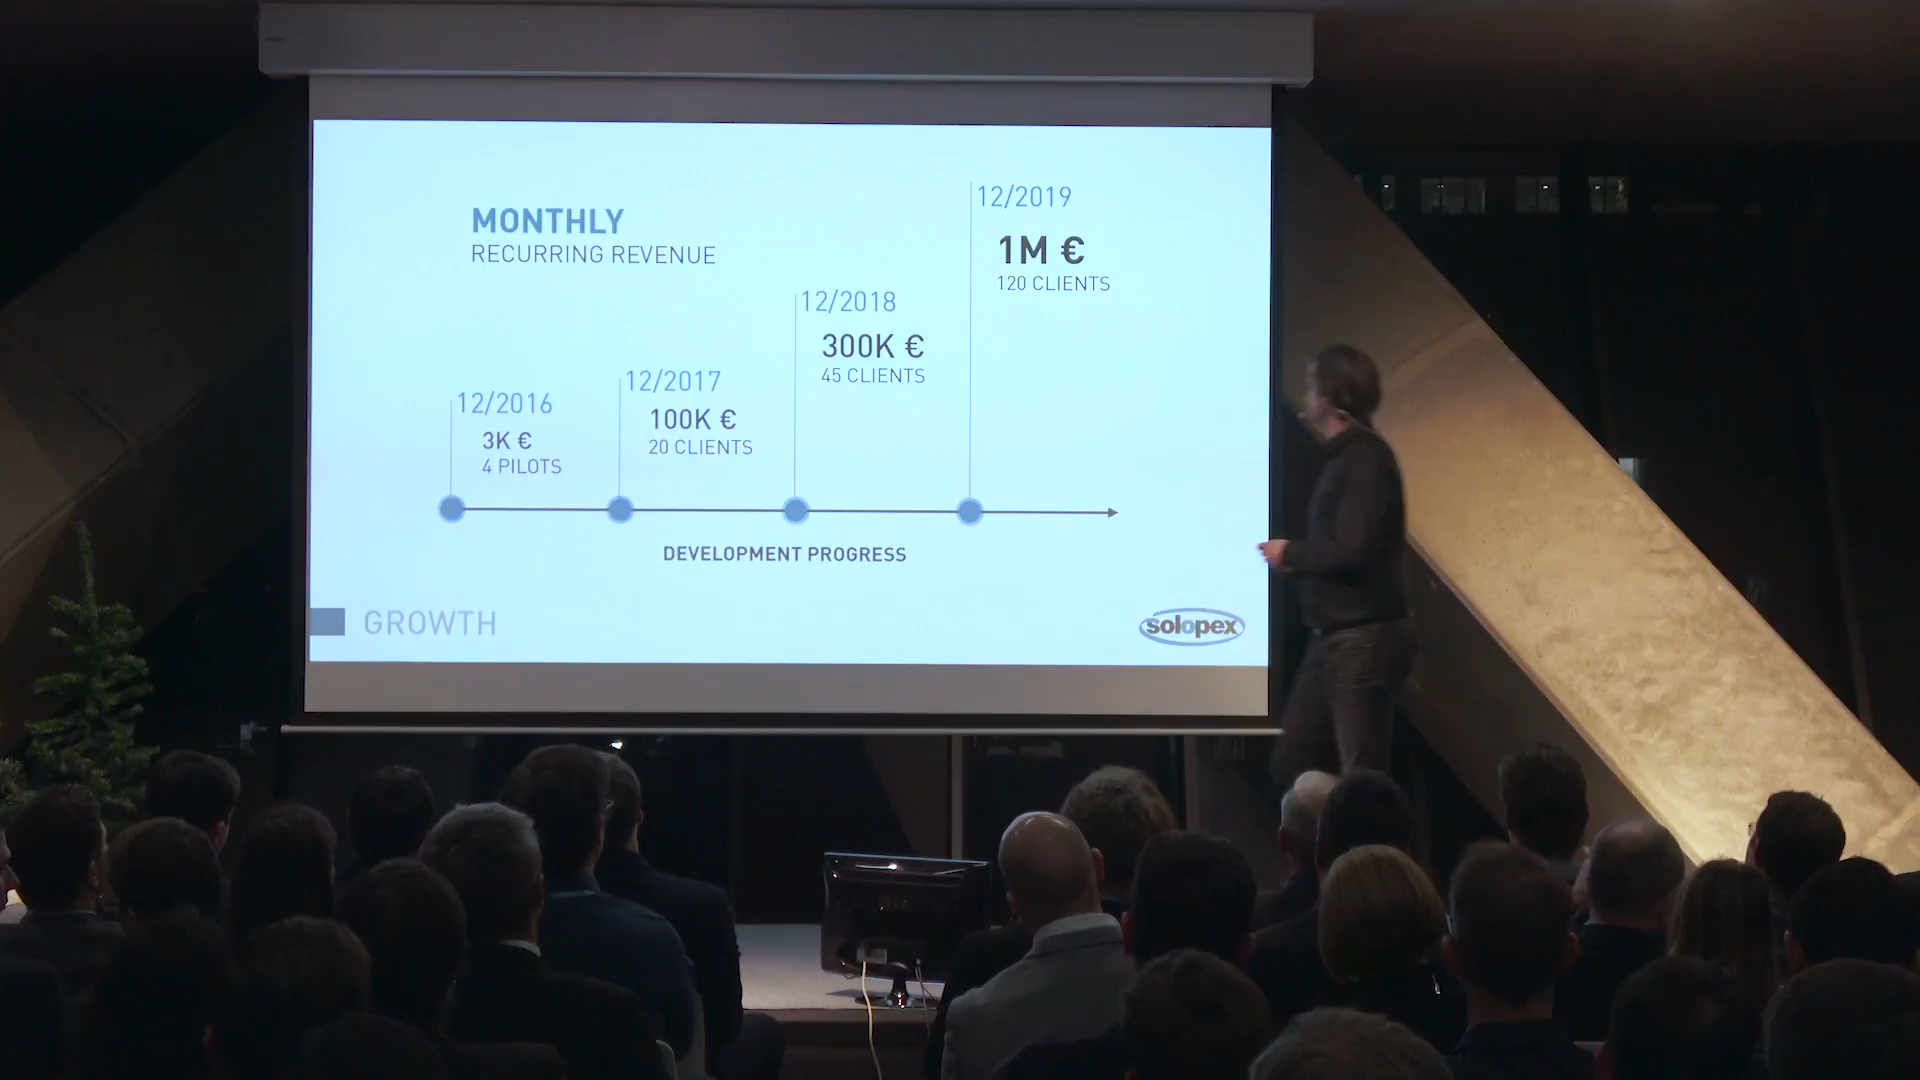 MONTHLY
RECURRING REVENUE
12/2016
3K €
4 PILOTS
12/2017
100K €
20 CLIENTS
12/2018
300K €
45 CLIENTS
12/2019
1M €
120 CLIENTS
DEVELOPMENT PROGRESS
GROWTH
solopex